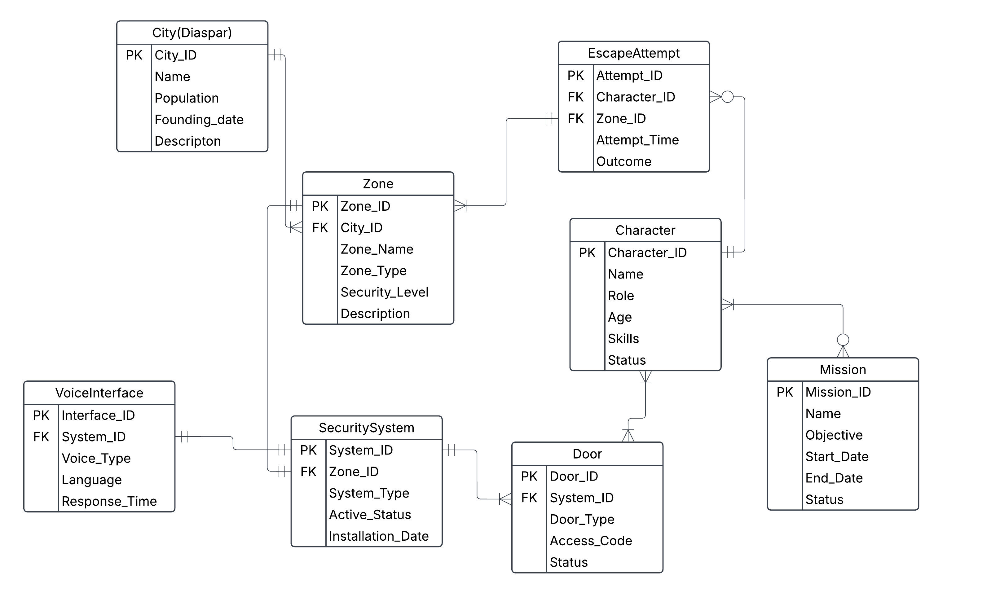 City(Diaspar)
PK City_ID
Name
Population
Founding_date
Descripton
EscapeAttempt
PK Attempt_ID
FK Character_ID
FK Zone_ID
Attempt_Time
Outcome
Zone
PK Zone_ID
FK City_ID
Zone_Name
Zone_Type
Security_Level
Description
Character
PK Character_ID
Name
Role
Age
Skills
Status
VoiceInterface
PK Interface_ID
FK System_ID
Voice_Type
Language
Response_Time
SecuritySystem
PK System_ID
FK Zone_ID
System_Type
Active_Status
Installation_Date
Door
PK Door_ID
FK System_ID
Door_Type
Access_Code
Status
Mission
PK Mission_ID
Name
Objective
Start_Date
End_Date
Status